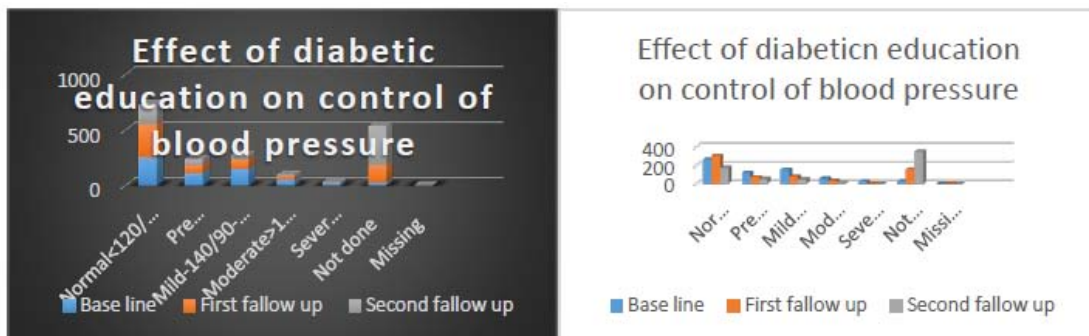 Effect of diabetic
education on control of
blood pressure
1000
500
0
Normal<120/...
Pre...
Mild-140/90-...
Moderate>1...
Sever...
Not done
Missing
Base line
First fallow up
Second fallow up
Effect of diabeticn education
on control of blood pressure
400
200
0
Nor...
Pre...
Mild...
Mod...
Seve...
Not...
Missi...
Base line
First fallow up
Second fallow up